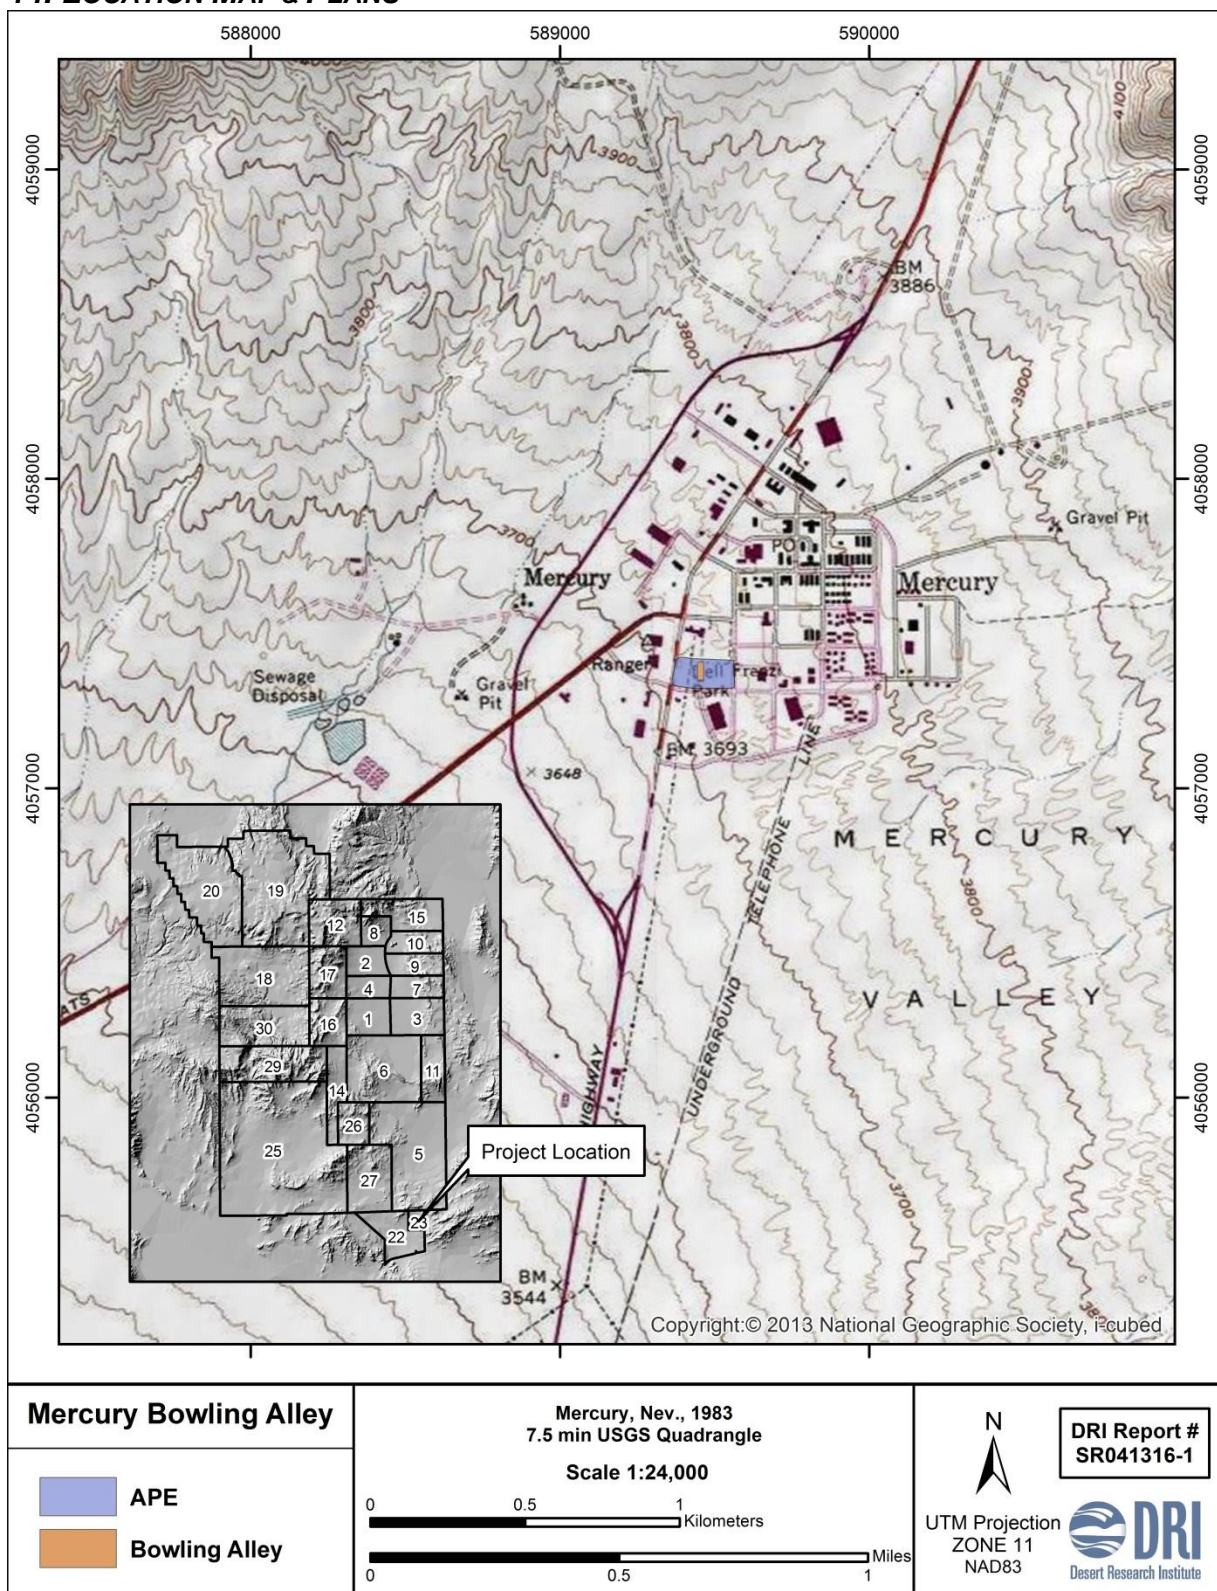 LOCATION MAP & PLANS
588000
589000
590000
4059000
4058000
4057000
4056000
4059000
4058000
4057000
4056000
3900
4100
BM
3886
3800
3800
3900
3700
Gravel Pit
PO
Mercury
Mercury
Ranger
Sewage
Disposal
Gravel
Pit
Park
BM 3693
3648
MERCURY
VALLEY
UNDERGROUND
TELEPHONE LINE
HIGHWAY
3800
3700
BM
3544
20
19
12
8
15
10
2
9
17
18
4
7
1
3
16
30
29
6
11
14
26
25
5
27
23
22
Project Location
Copyright:© 2013 National Geographic Society, i-cubed
Mercury Bowling Alley
APE
Bowling Alley
Mercury, Nev., 1983
7.5 min USGS Quadrangle
Scale 1:24,000
0 0.5 1
Kilometers
Miles
0 0.5 1
N
UTM Projection
ZONE 11
NAD83
DRI Report #
SR041316-1
DRI
Desert Research Institute